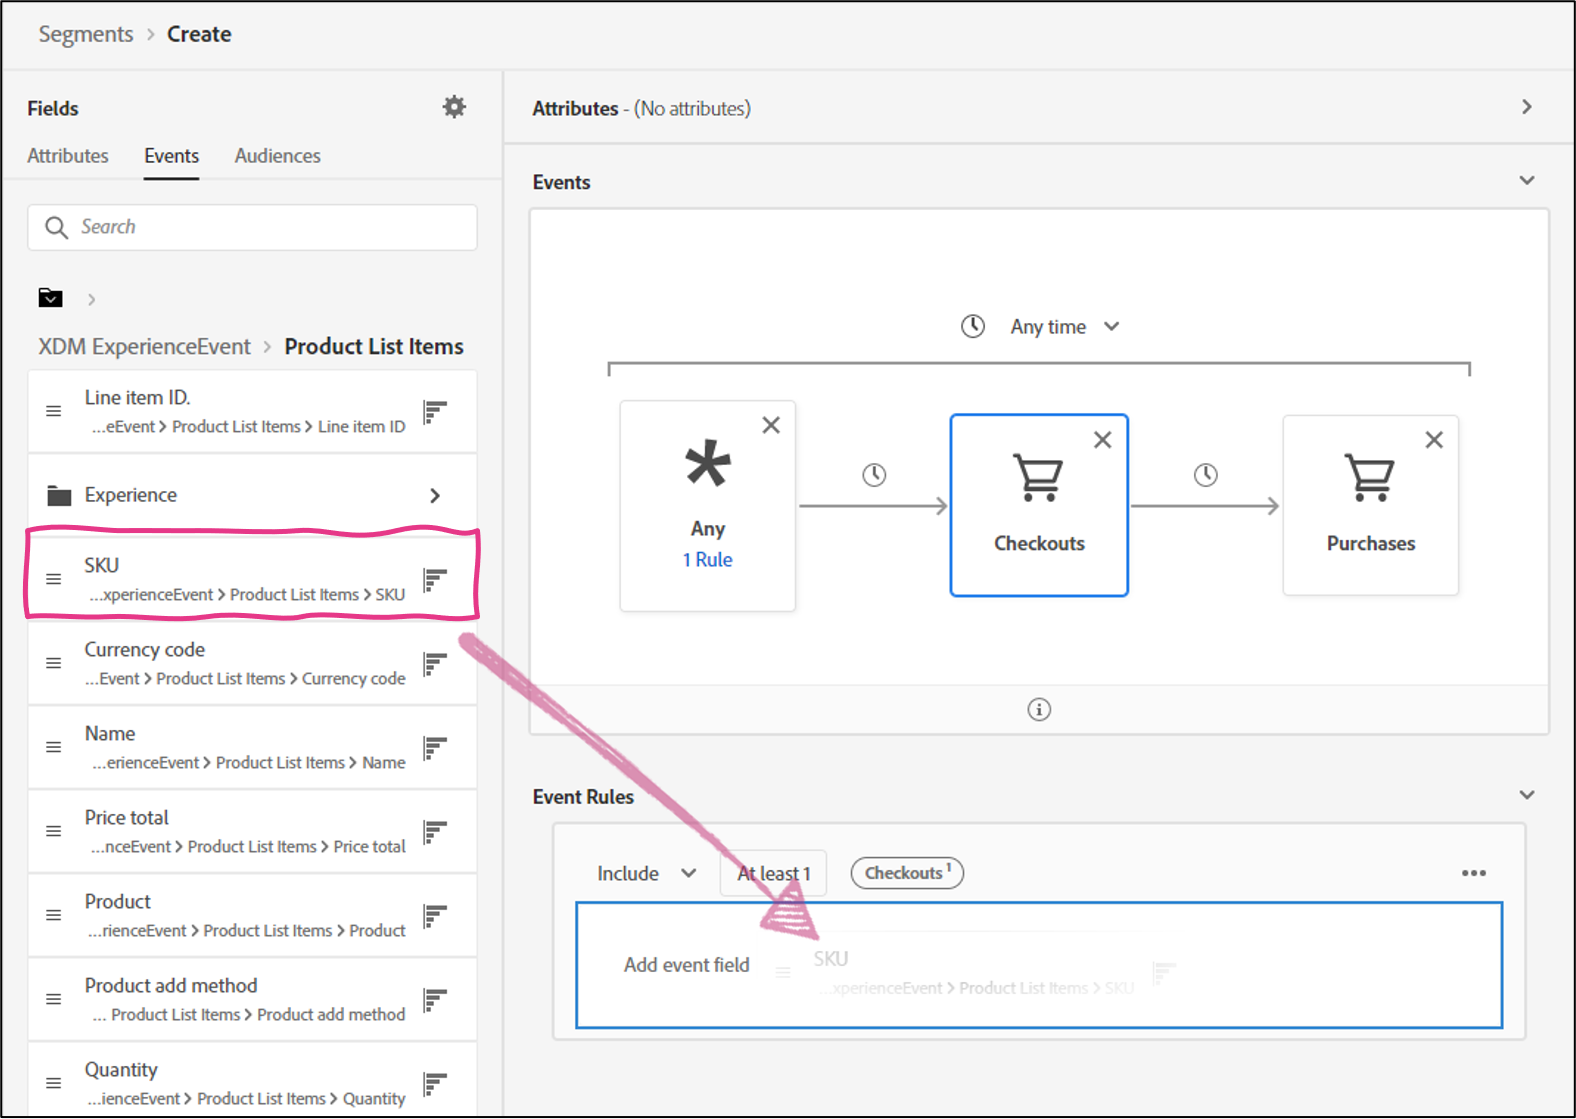 Segments > Create
Fields
Attributes Events Audiences
Search
XDM ExperienceEvent > Product List Items
Line item ID.
...eEvent > Product List Items > Line item ID
Experience
SKU
...xperienceEvent > Product List Items > SKU
Currency code
...Event > Product List Items > Currency code
Name
...erienceEvent > Product List Items > Name
Price total
...nceEvent > Product List Items > Price total
Product
...rienceEvent > Product List Items > Product
Product add method
... Product List Items > Product add method
Quantity
...ienceEvent > Product List Items > Quantity
Attributes - (No attributes)
Events
Any time
Any
1 Rule
Checkouts
Purchases
Event Rules
Include At least 1 Checkouts 1
Add event field
SKU
...xperienceEvent > Product List Items > SKU